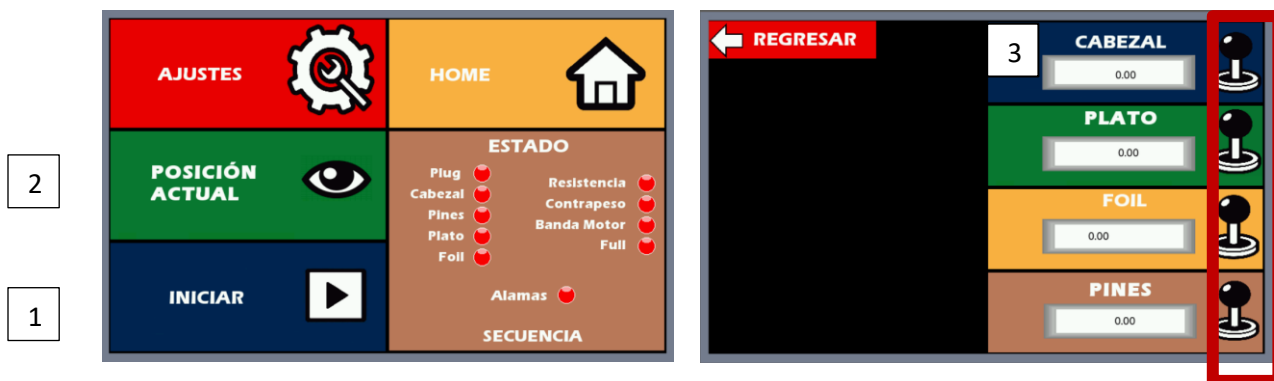 2
1
AJUSTES
HOME
POSICIÓN
ACTUAL
INICIAR
ESTADO
Plug
Cabezal
Pines
Plato
Foil
Resistencia
Contrapeso
Banda Motor
Full
Alamas
SECUENCIA
REGRESAR
3
CABEZAL
0.00
PLATO
0.00
FOIL
0.00
PINES
0.00